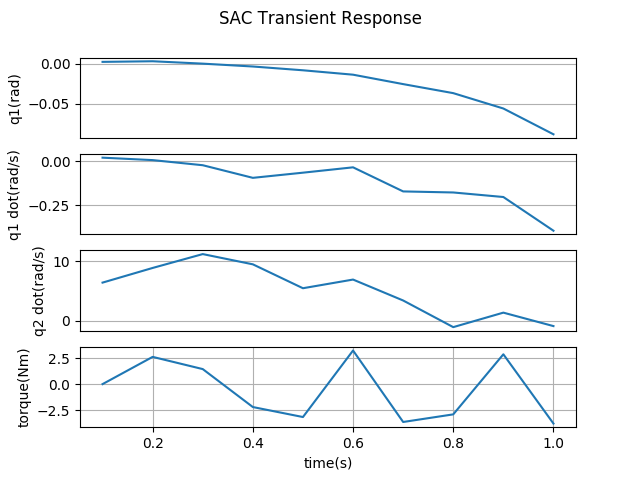 SAC Transient Response
0.00
−0.05
q1(rad)
0.00
−0.25
q1 dot(rad/s)
10
0
q2 dot(rad/s)
2.5
0.0
−2.5
torque(Nm)
0.2 0.4 0.6 0.8 1.0
time(s)